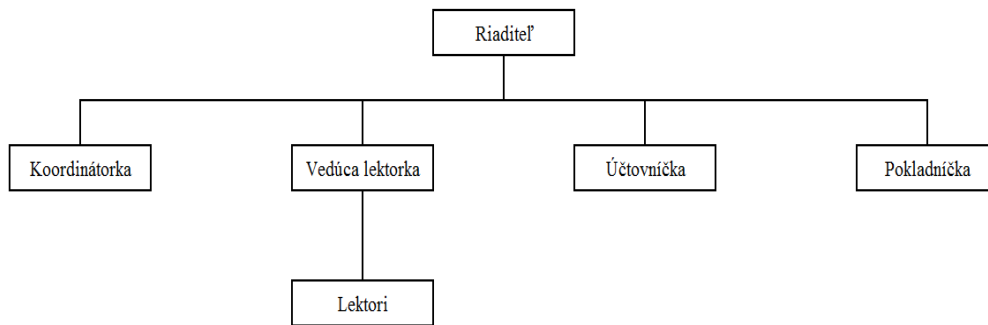 Riaditeľ
Koordinátorka
Vedúca lektorka
Účtovníčka
Pokladníčka
Lektori